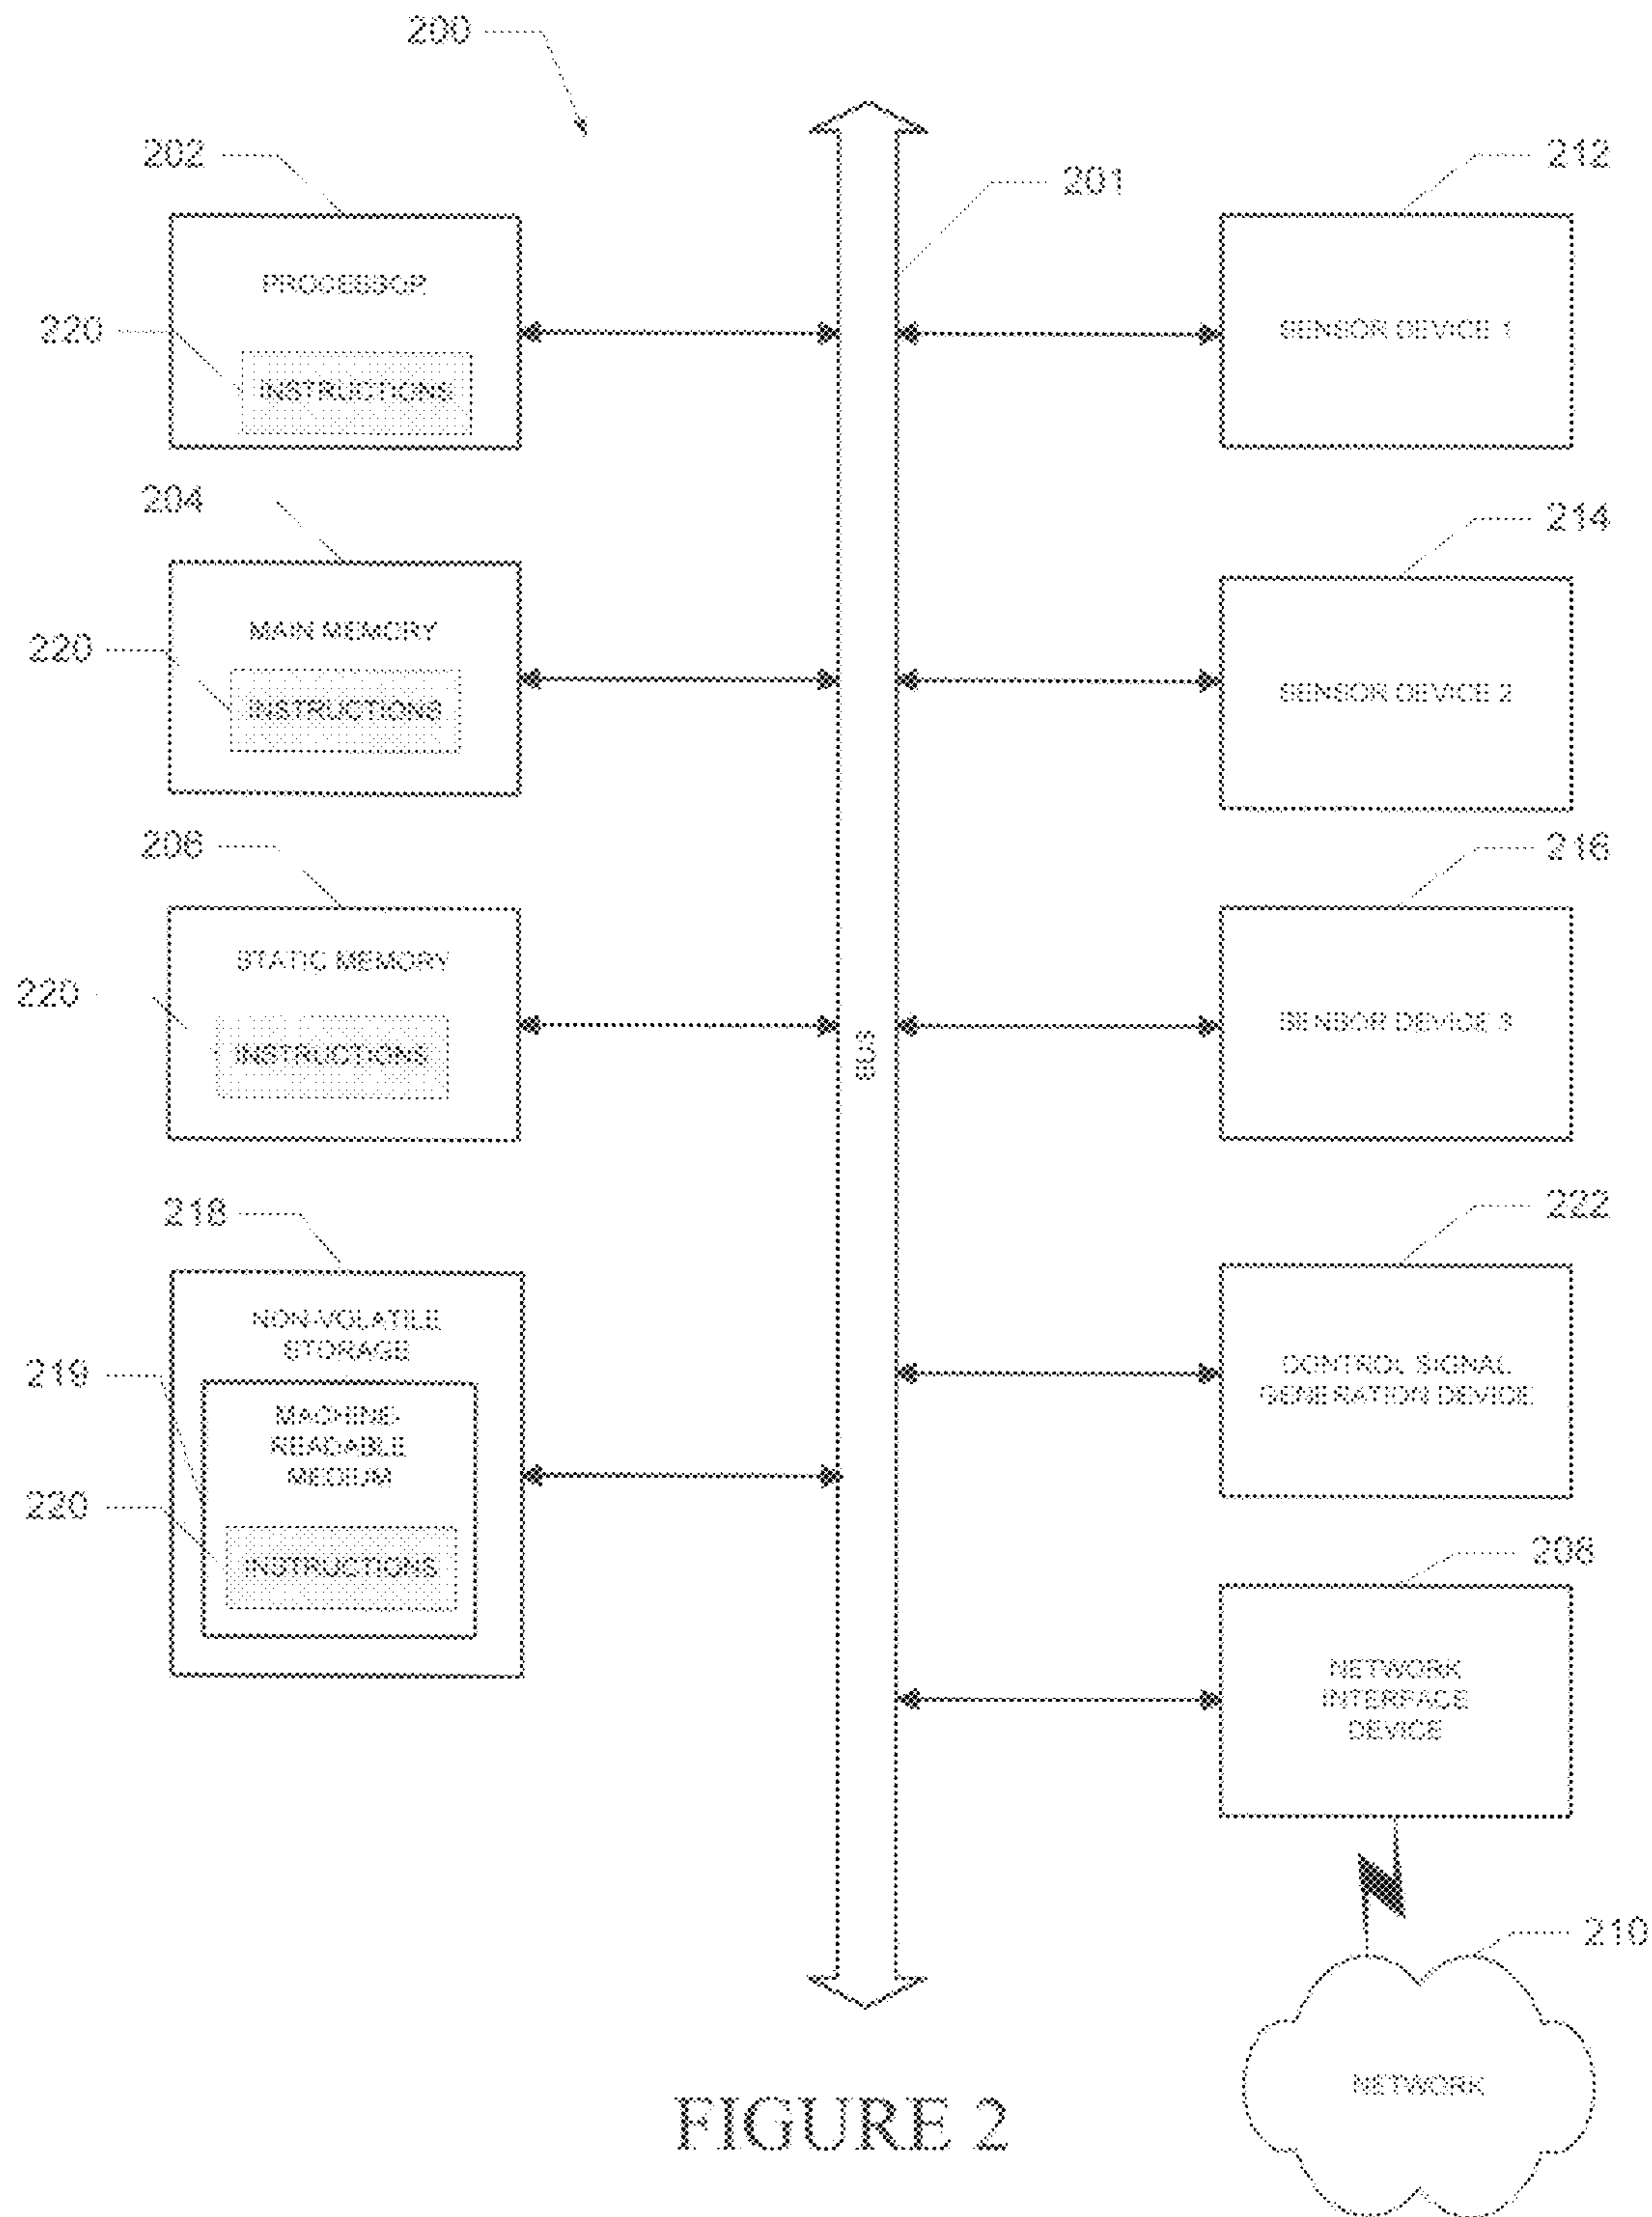 200
202
PROCESSOR
220
INSTRUCTIONS
201
212
SENSOR DEVICE 1
204
MAIN MEMORY
220
INSTRUCTIONS
214
SENSOR DEVICE 2
206
STATIC MEMORY
220
INSTRUCTIONS
BUS
216
SENSOR DEVICE 3
218
NON-VOLATILE
STORAGE
219
MACHINE-
READABLE
MEDIUM
220
INSTRUCTIONS
222
CONTROL SIGNAL
GENERATION DEVICE
208
NETWORK
INTERFACE
DEVICE
210
NETWORK
FIGURE 2